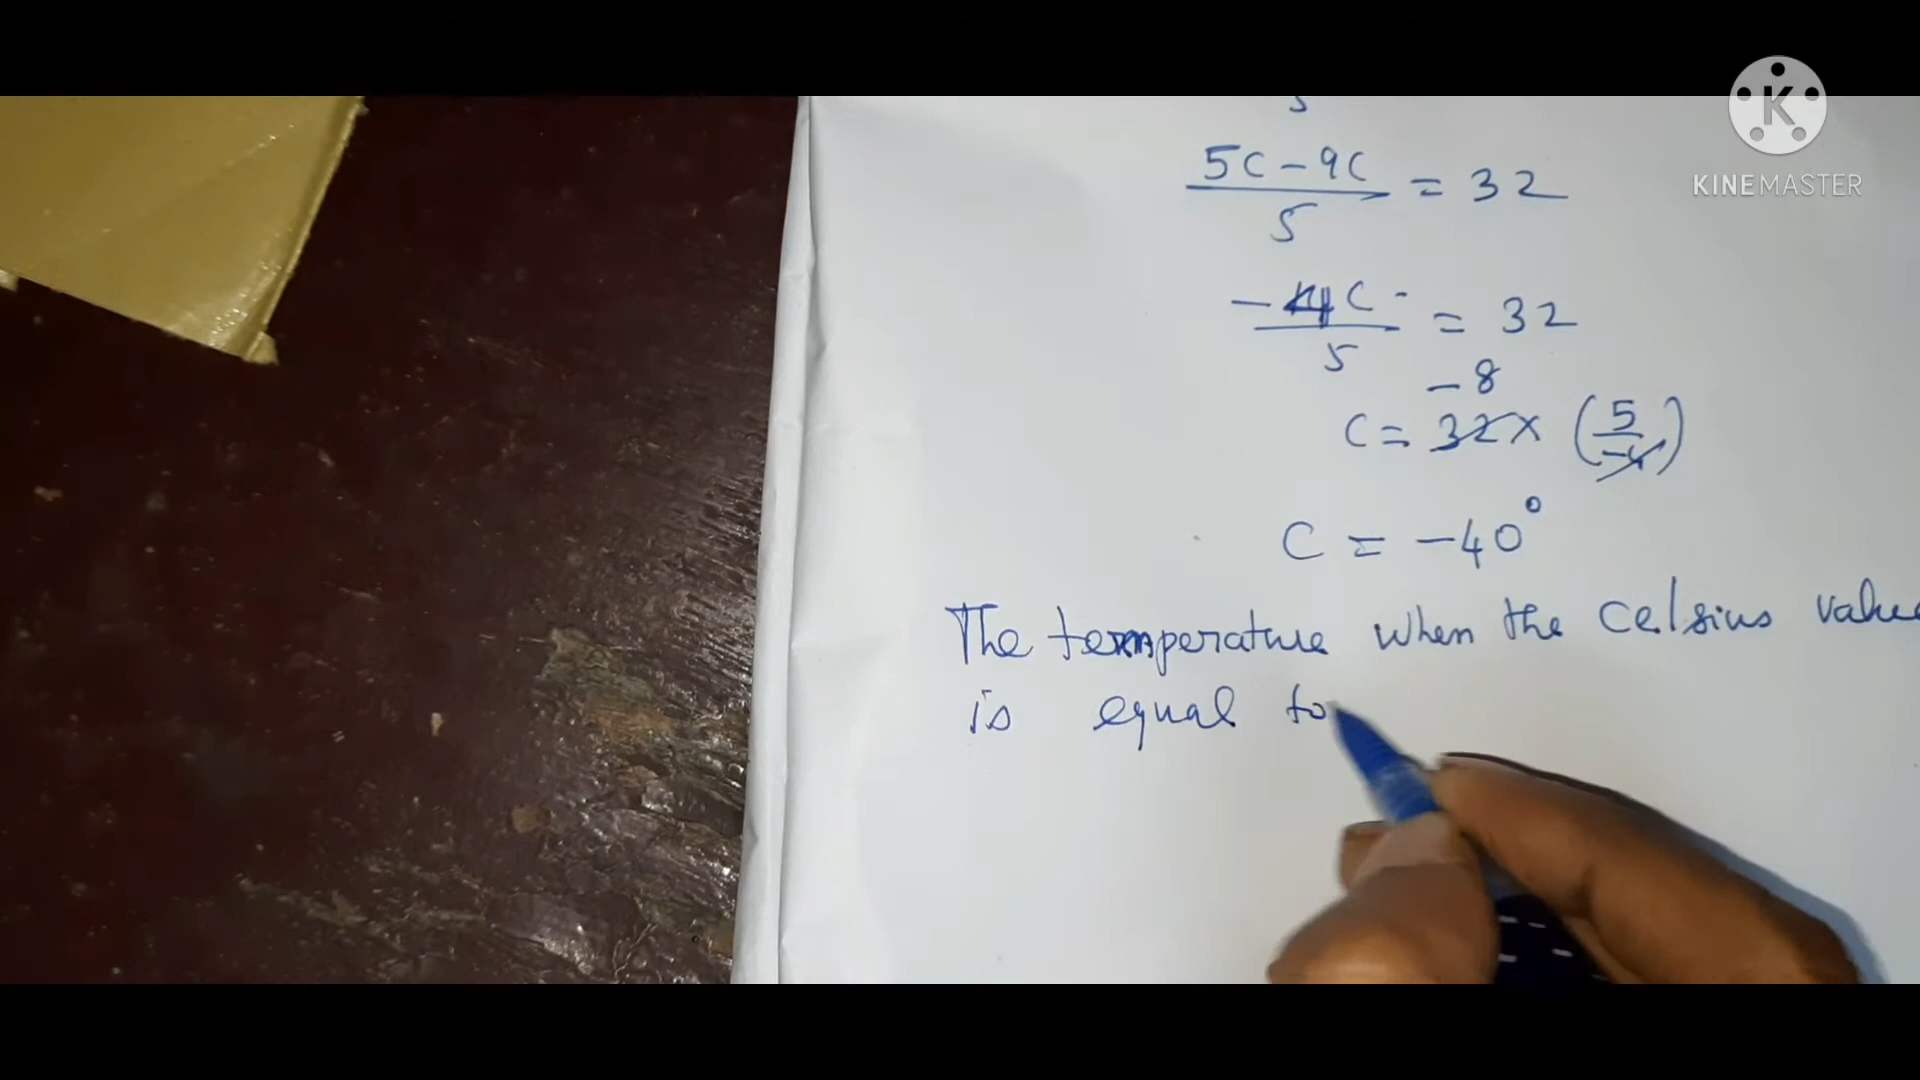 5
5C - 9C
5
= 32
-4C
5
= 32
-8
C = 32 × (5/-4)
C = -40°
The temperature when the Celsius value
is equal to
K
KINEMASTER